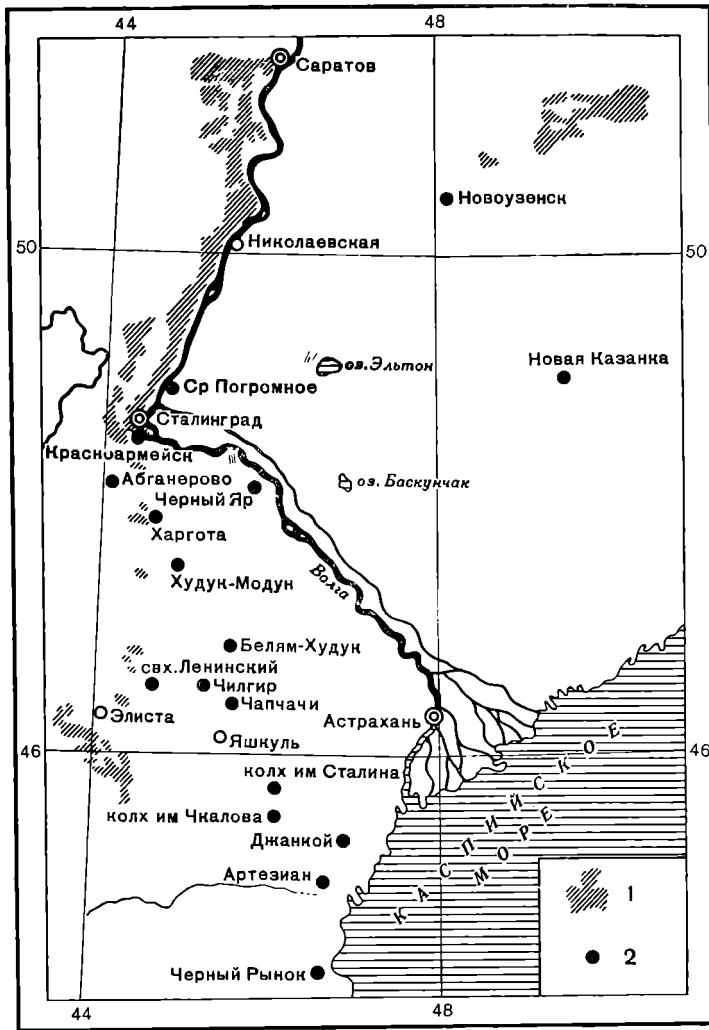 44
48
Саратов
Новоузенск
50
Николаевская
50
оз. Эльтон
Новая Казанка
Ср Погромное
Сталинград
Красноармейск
Абганерово
Черный Яр
оз. Баскунчак
Харгота
Худук-Модун
Волга
Белям-Худук
свх. Ленинский
Чилгир
Чапчачи
Элиста
Астрахань
Яшкуль
46
46
колх им Сталина
колх им Чкалова
КАСПИЙСКОЕ
МОРЕ
Джанкой
Артезиан
1
2
Черный Рынок
44
48